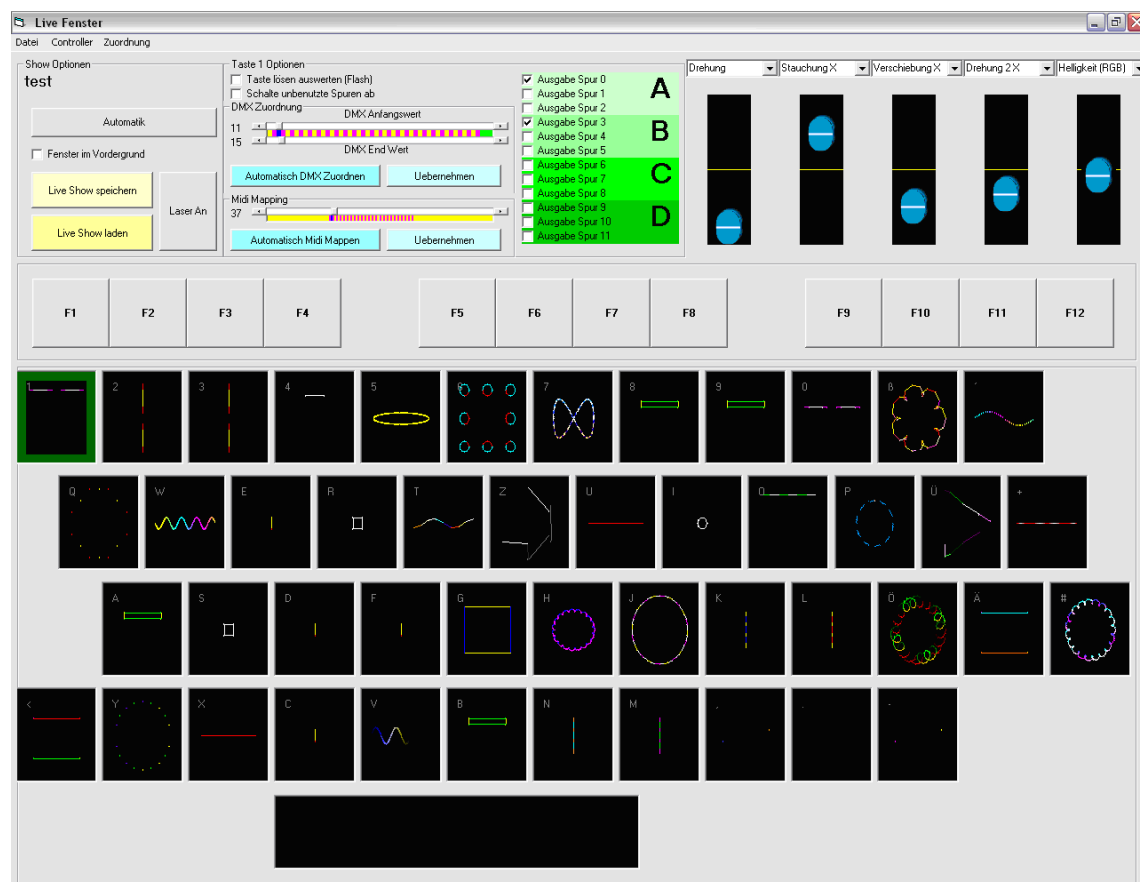 Live Fenster
Datei Controller Zuordnung
Show Optionen
test
Automatik
Fenster im Vordergrund
Live Show speichern
Live Show laden
Laser An
Taste 1 Optionen
Taste lösen auswerten (Flash)
Schalte unbenutzte Spuren ab
DMX Zuordnung
DMX Anfangswert
11
15
DMX End Wert
Automatisch DMX Zuordnen Uebernehmen
Midi Mapping
37
Automatisch Midi Mappen Uebernehmen
Ausgabe Spur 0
Ausgabe Spur 1
Ausgabe Spur 2
A
Ausgabe Spur 3
Ausgabe Spur 4
Ausgabe Spur 5
B
Ausgabe Spur 6
Ausgabe Spur 7
Ausgabe Spur 8
C
Ausgabe Spur 9
Ausgabe Spur 10
Ausgabe Spur 11
D
Drehung Stauchung X Verschiebung X Drehung 2 X Helligkeit (RGB)
F1 F2 F3 F4 F5 F6 F7 F8 F9 F10 F11 F12
1 2 3 4 5 6 7 8 9 0 ß ´
Q W E R T Z U I O P Ü +
A S D F G H J K L Ö Ä #
< Y X C V B N M , . -